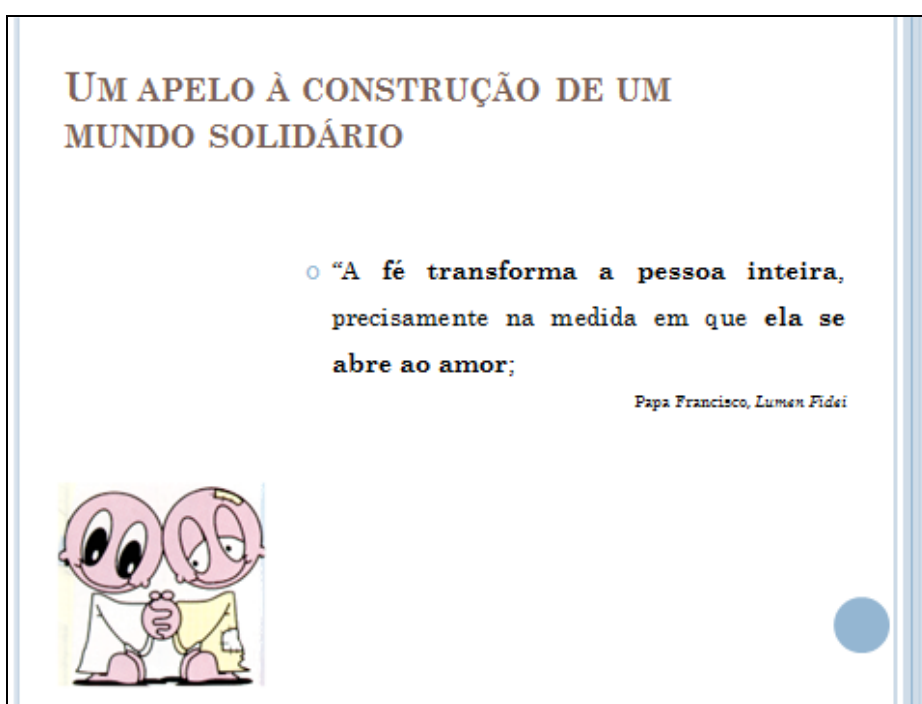 UM APELO À CONSTRUÇÃO DE UM
MUNDO SOLIDÁRIO
“A fé transforma a pessoa inteira,
precisamente na medida em que ela se
abre ao amor;
Papa Francisco, Lumen Fidei